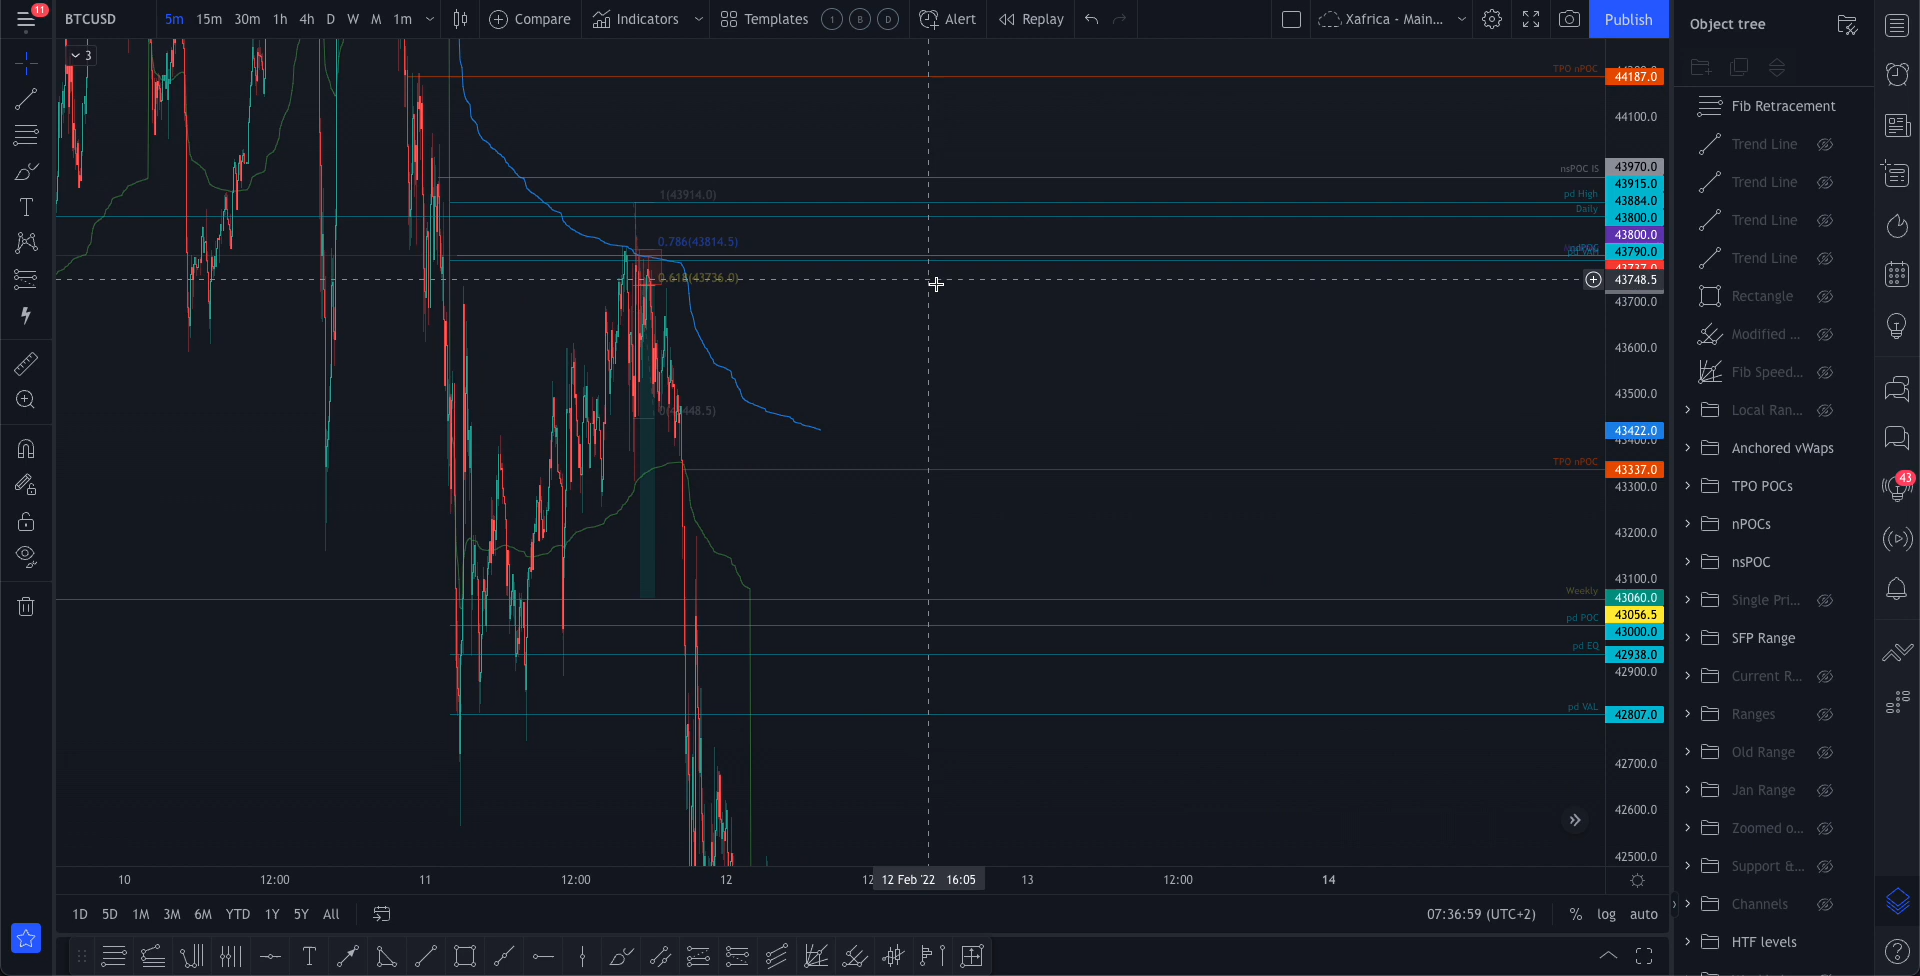 11
BTCUSD
5m 15m 30m 1h 4h D W M 1m
Compare
Indicators
Templates
1 B D
Alert
Replay
Xafrica - Main...
Publish
Object tree
3
TPO nPOC
44187.0
44100.0
nsPOC IS
43970.0
43915.0
pd High
43884.0
Daily
43800.0
43800.0
43790.0
43748.5
43700.0
43600.0
43500.0
43422.0
TPO nPOC
43337.0
43300.0
43200.0
43100.0
Weekly
43060.0
43056.5
pd POC
43000.0
pd EQ
42938.0
42900.0
pd VAL
42807.0
42700.0
42600.0
42500.0
1(43914.0)
0.786(43814.5)
0.618(43736.0)
Fib Retracement
Trend Line
Trend Line
Trend Line
Trend Line
Rectangle
Modified ...
Fib Speed...
Local Ran...
Anchored vWaps
TPO POCs
nPOCs
nsPOC
Single Pri...
SFP Range
Current R...
Ranges
Old Range
Jan Range
Zoomed o...
Support &...
Channels
HTF levels
43
10 12:00 11 12:00 12 12 Feb '22 16:05 13 12:00 14
1D 5D 1M 3M 6M YTD 1Y 5Y All
07:36:59 (UTC+2) % log auto